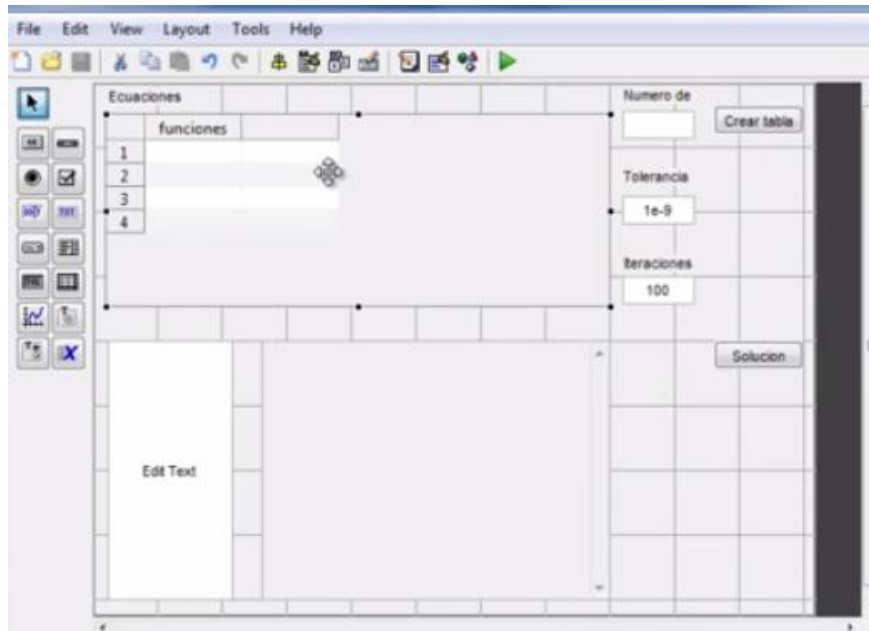 File Edit View Layout Tools Help
Ecuaciones
Numero de
Crear tabla
funciones
1
2
3
4
Tolerancia
1e-9
Iteraciones
100
Solucion
Edit Text